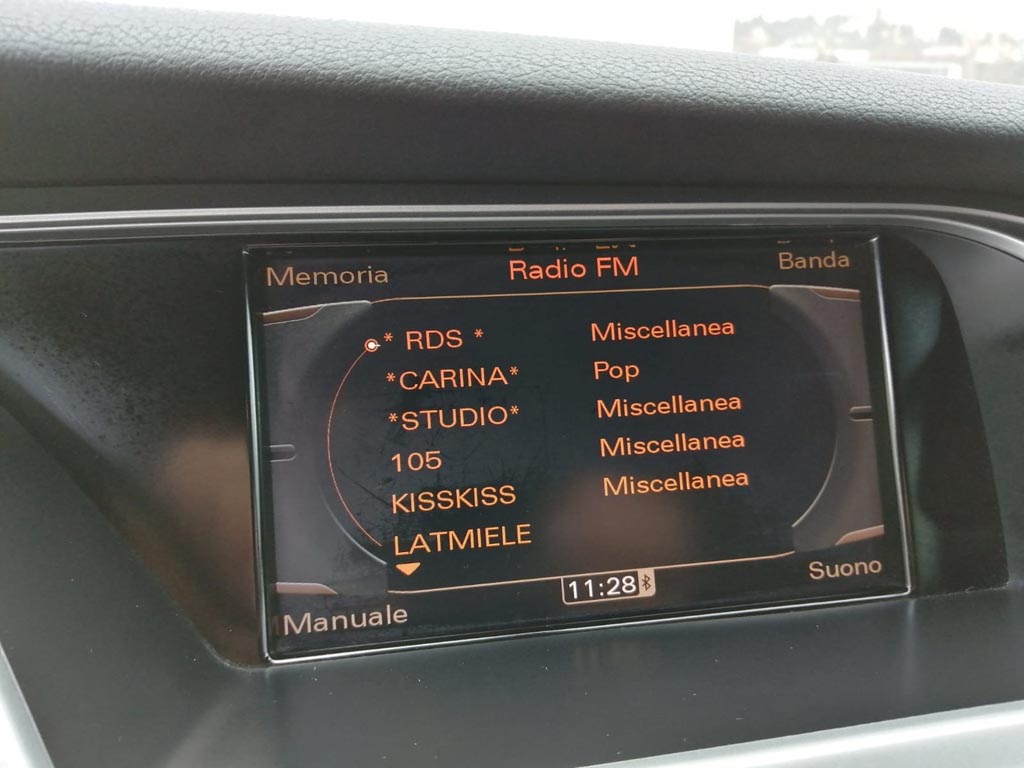 Memoria Radio FM Banda
* RDS * Miscellanea
*CARINA* Pop
*STUDIO* Miscellanea
105 Miscellanea
KISSKISS Miscellanea
LATMIELE
Manuale 11:28 Suono